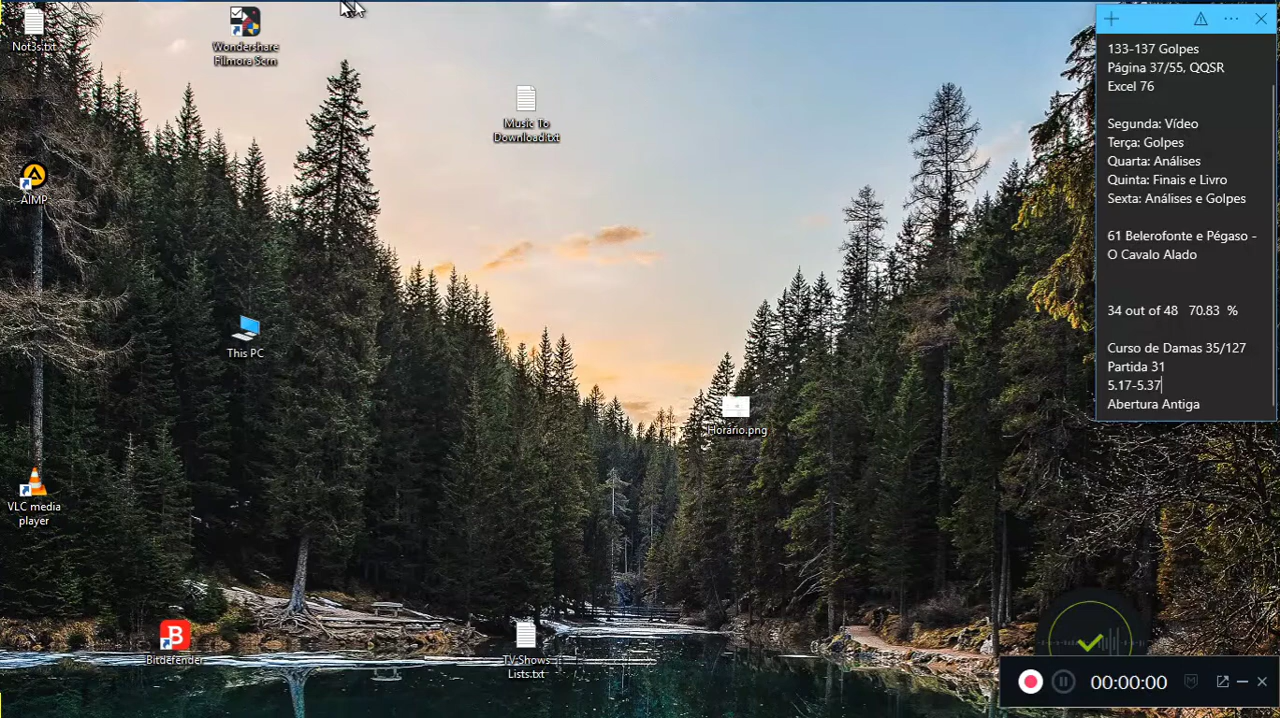 Not3s.txt
Wondershare
Filmora Scrn
Music To
Download.txt
AIMP
This PC
Horário.png
VLC media
player
Bitdefender
TV Shows
Lists.txt
133-137 Golpes
Página 37/55, QQSR
Excel 76
Segunda: Vídeo
Terça: Golpes
Quarta: Análises
Quinta: Finais e Livro
Sexta: Análises e Golpes
61 Belerofonte e Pégaso -
O Cavalo Alado
34 out of 48 70.83 %
Curso de Damas 35/127
Partida 31
5.17-5.37
Abertura Antiga
00:00:00